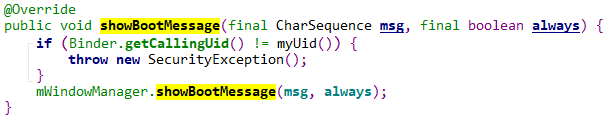 @Override
public void showBootMessage(final CharSequence msg, final boolean always) {
    if (Binder.getCallingUid() != myUid()) {
        throw new SecurityException();
    }
    mWindowManager.showBootMessage(msg, always);
}